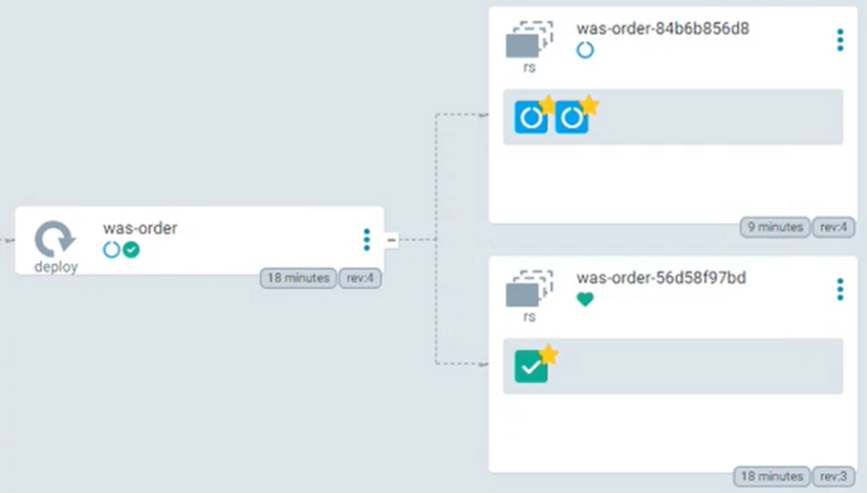 was-order-84b6b856d8
rs
9 minutes rev:4
was-order
deploy
18 minutes rev:4
was-order-56d58f97bd
rs
18 minutes rev:3